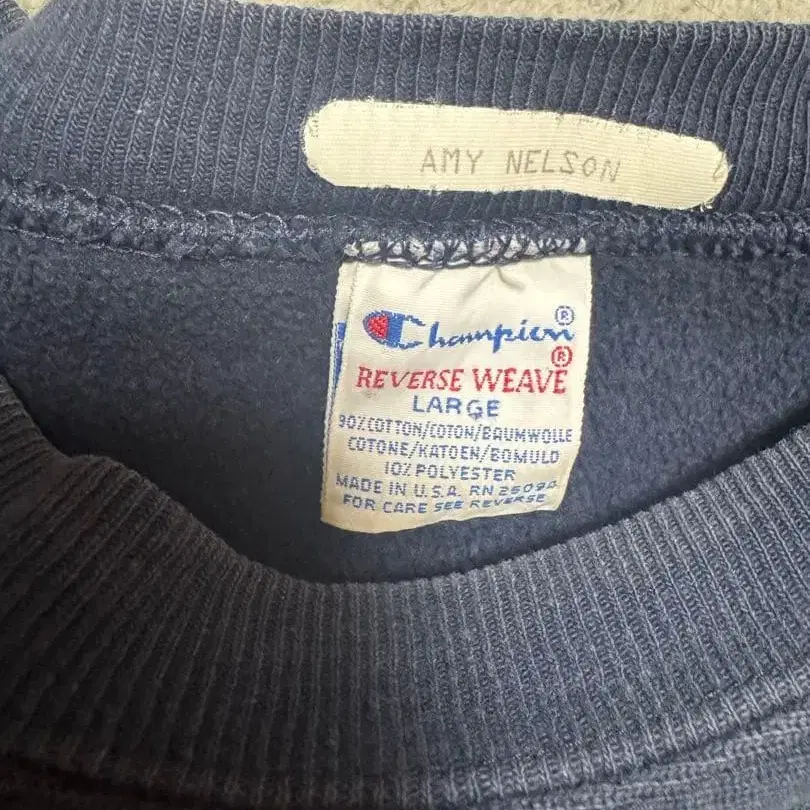 AMY NELSON
Champion®
REVERSE WEAVE®
LARGE
90% COTTON/COTON/BAUMWOLLE
COTONE/KATOEN/BOMULD
10% POLYESTER
MADE IN U.S.A. RN 26094
FOR CARE SEE REVERSE